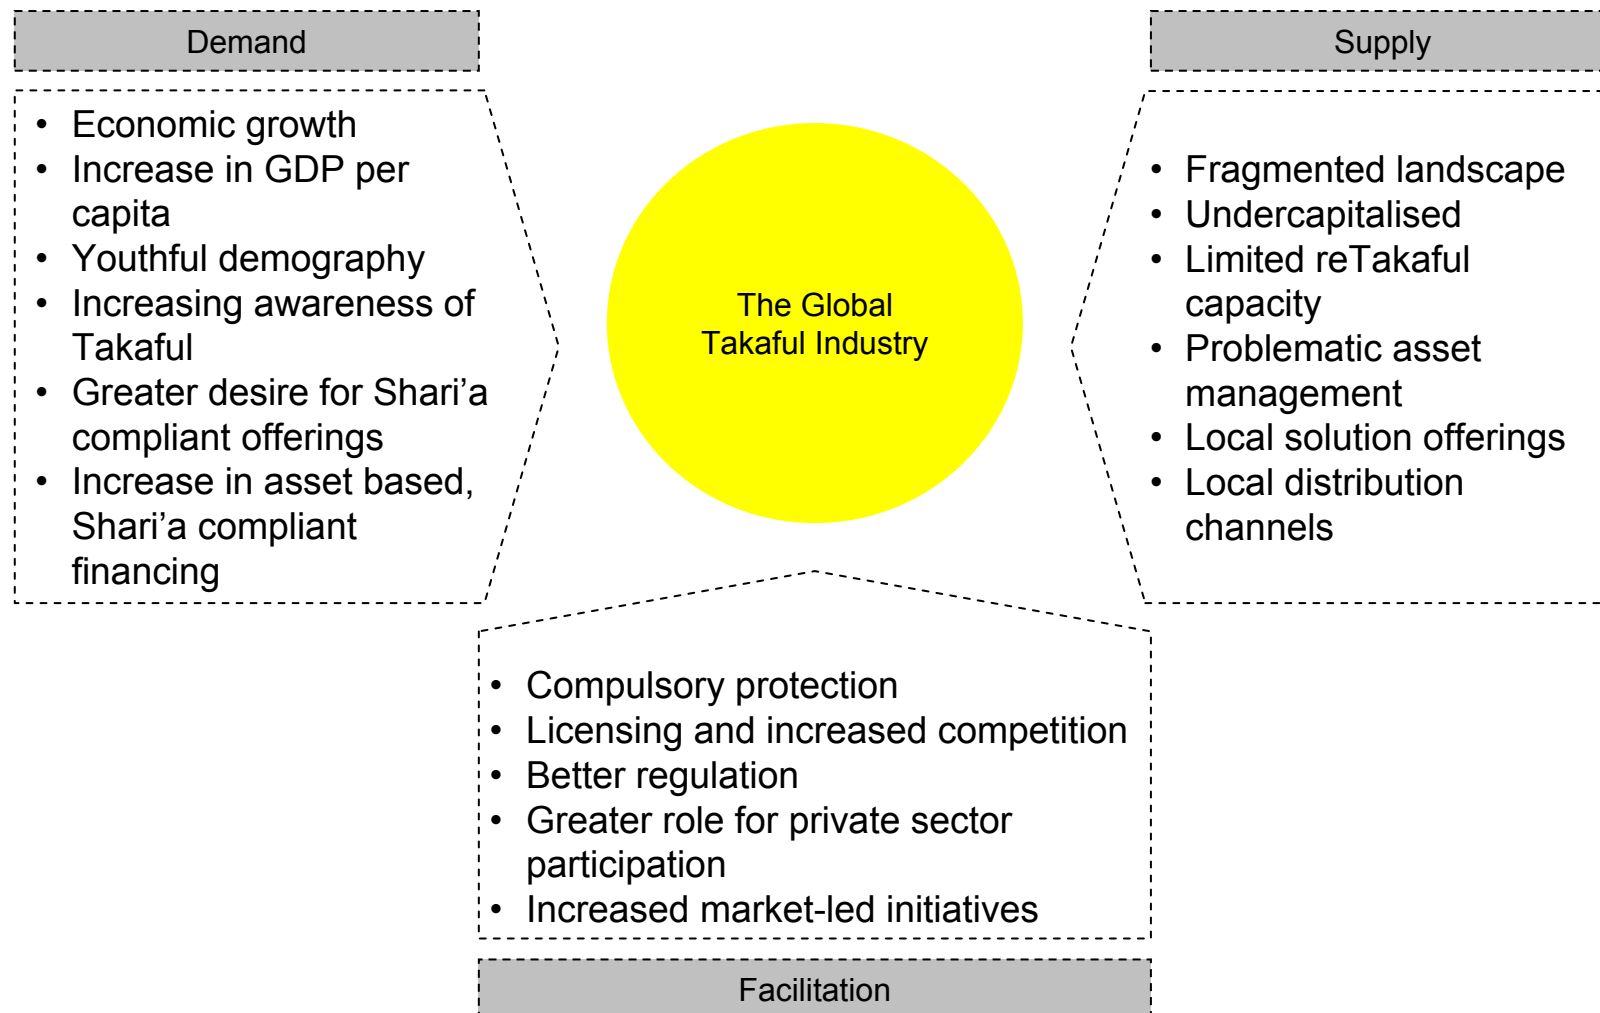 Demand
• Economic growth
• Increase in GDP per
capita
• Youthful demography
• Increasing awareness of
Takaful
• Greater desire for Shari’a
compliant offerings
• Increase in asset based,
Shari’a compliant
financing
The Global
Takaful Industry
Supply
• Fragmented landscape
• Undercapitalised
• Limited reTakaful
capacity
• Problematic asset
management
• Local solution offerings
• Local distribution
channels
• Compulsory protection
• Licensing and increased competition
• Better regulation
• Greater role for private sector
participation
• Increased market-led initiatives
Facilitation